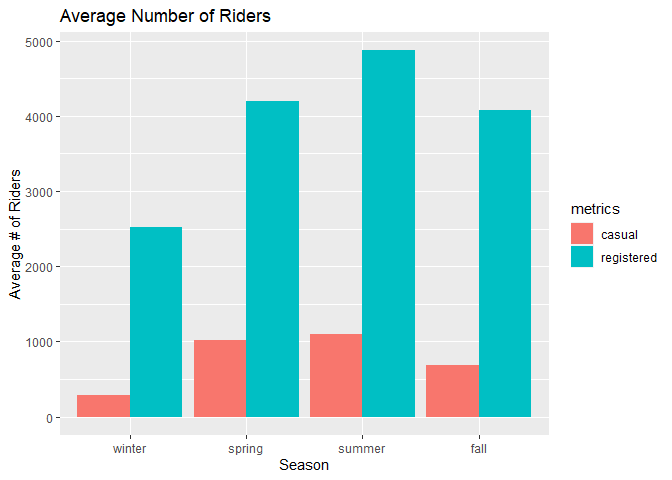 Average Number of Riders
5000
4000
3000
2000
1000
0
Average # of Riders
winter spring summer fall
Season
metrics
casual
registered